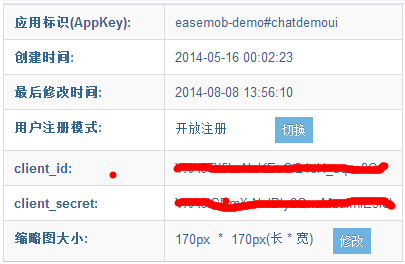 应用标识(AppKey): easemob-demo#chatdemoui
创建时间: 2014-05-16 00:02:23
最后修改时间: 2014-08-08 13:56:10
用户注册模式: 开放注册 切换
client_id:
client_secret:
缩略图大小: 170px * 170px(长 * 宽) 修改